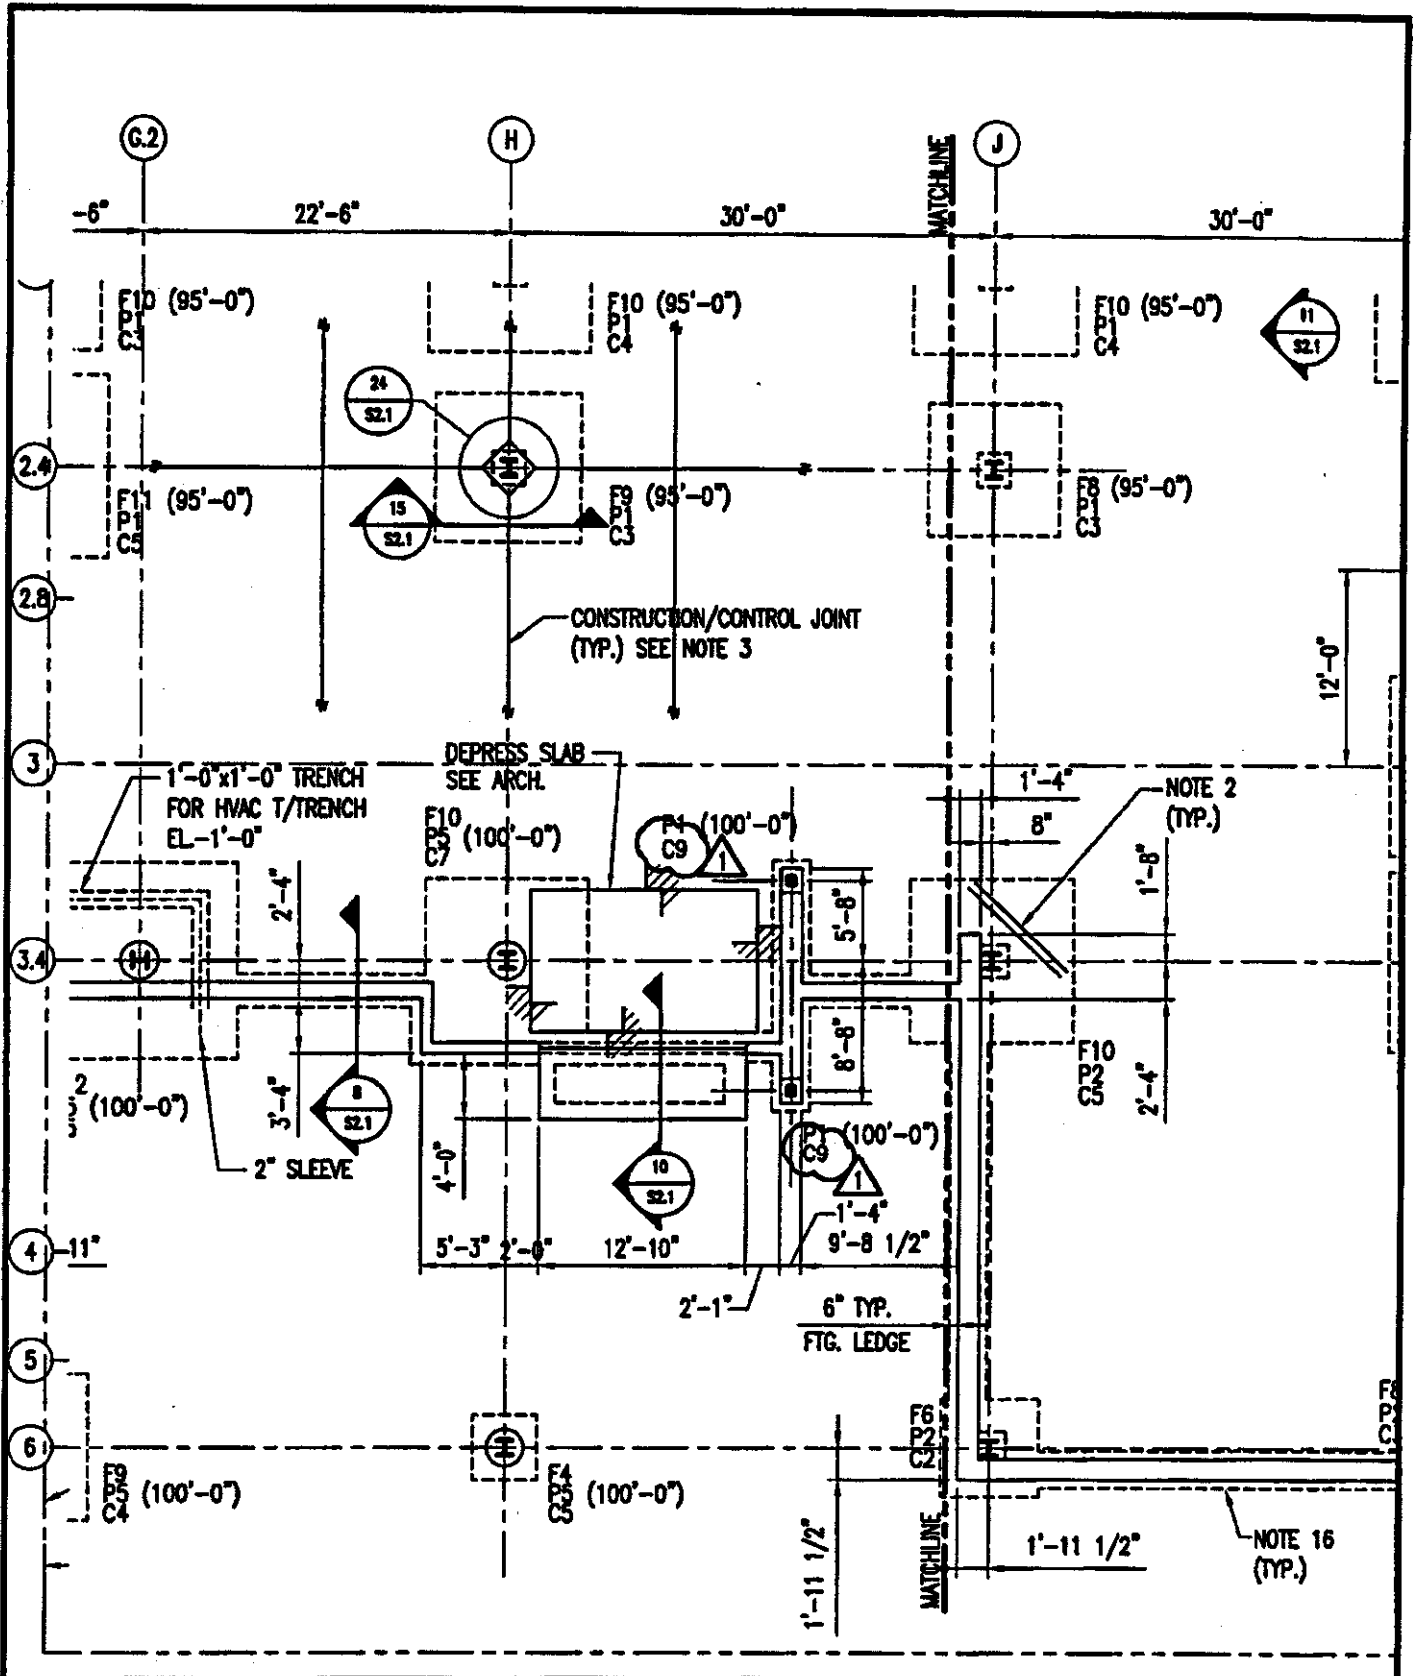 G.2
H
J
MATCHLINE
-6"
22'-6"
30'-0"
30'-0"
F10 (95'-0")
P1
C3
F10 (95'-0")
P1
C4
F10 (95'-0")
P1
C4
11
S2.1
24
S2.1
2.4
F11 (95'-0")
P1
C5
15
S2.1
F9 (95'-0")
P1
C3
F8 (95'-0")
P1
C3
2.8
CONSTRUCTION/CONTROL JOINT
(TYP.) SEE NOTE 3
12'-0"
3
DEPRESS SLAB
SEE ARCH.
1'-0"x1'-0" TRENCH
FOR HVAC T/TRENCH
EL.-1'-0"
1'-4"
NOTE 2
(TYP.)
8"
F10
P5 (100'-0")
C7
P1 (100'-0")
C9
1
1'-8"
2'-4"
5'-8"
3.4
8'-8"
2'-4"
F10
P2
C5
2
(100'-0")
3'-4"
8
S2.1
2" SLEEVE
4'-0"
10
S2.1
P1 (100'-0")
C9
1
1'-4"
4
11"
5'-3"
2'-0"
12'-10"
9'-8 1/2"
2'-1"
6" TYP.
FTG. LEDGE
5
6
F9
P5 (100'-0")
C4
F4
P3 (100'-0")
C5
F6
P2
C2
1'-11 1/2"
MATCHLINE
1'-11 1/2"
NOTE 16
(TYP.)